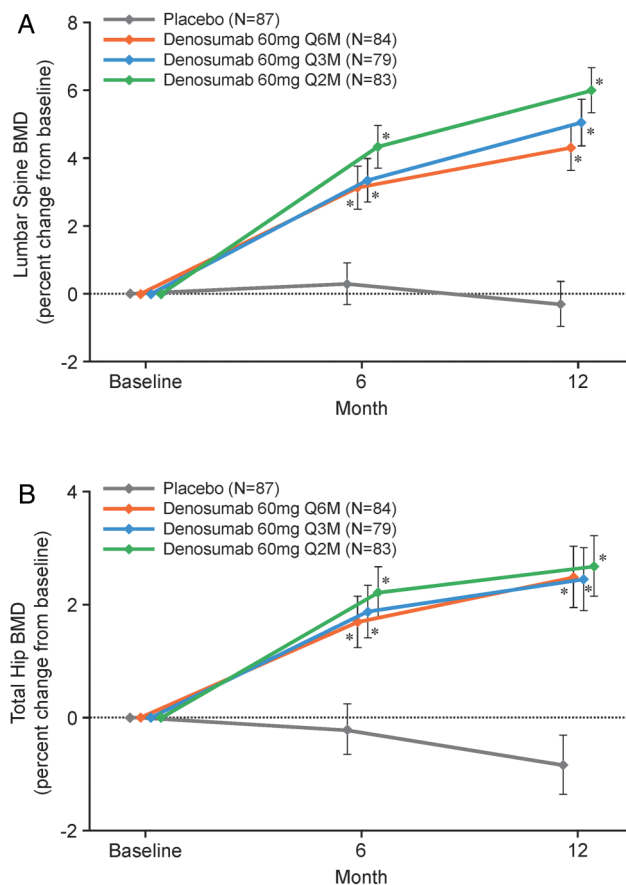 A
Placebo (N=87)
Denosumab 60mg Q6M (N=84)
Denosumab 60mg Q3M (N=79)
Denosumab 60mg Q2M (N=83)
Lumbar Spine BMD
(percent change from baseline)
8
6
4
2
0
-2
* * * * * *
Baseline 6 12
Month
B
Placebo (N=87)
Denosumab 60mg Q6M (N=84)
Denosumab 60mg Q3M (N=79)
Denosumab 60mg Q2M (N=83)
Total Hip BMD
(percent change from baseline)
4
2
0
-2
* * * * * *
Baseline 6 12
Month